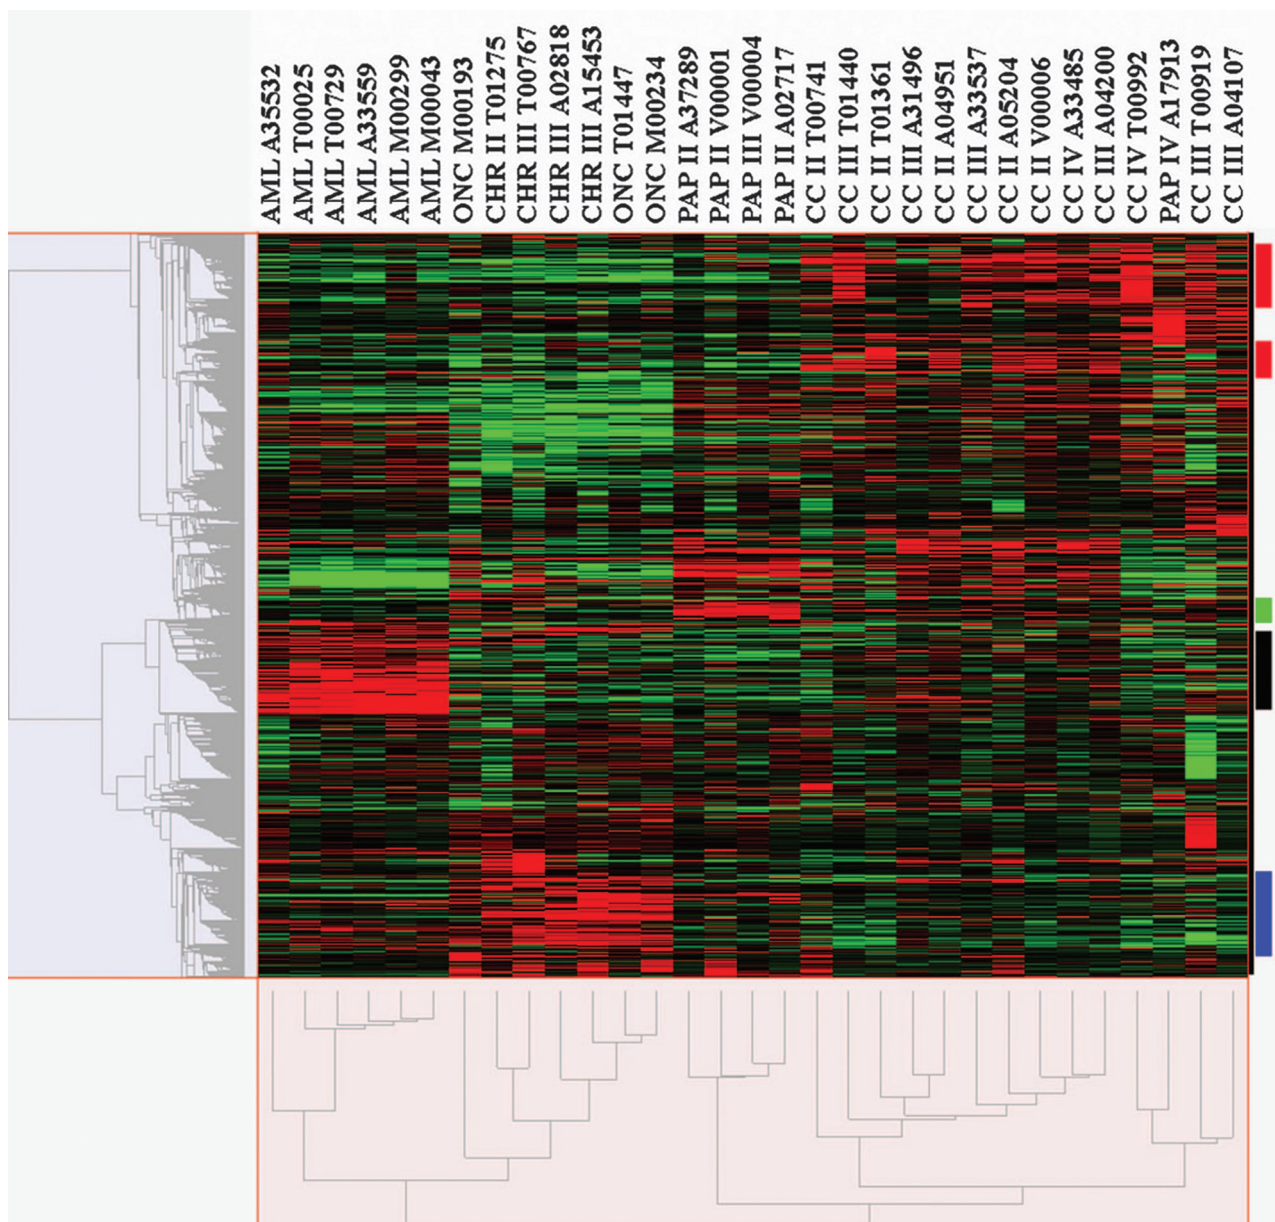 AML A35532
AML T00025
AML T00729
AML A33559
AML M00299
AML M00043
ONC M00193
CHR II T01275
CHR III T00767
CHR III A02818
CHR III A15453
ONC T01447
ONC M00234
PAP II A37289
PAP II V00001
PAP III V00004
PAP II A02717
CC II T00741
CC III T01440
CC II T01361
CC III A31496
CC II A04951
CC III A33537
CC II A05204
CC II V00006
CC IV A33485
CC III A04200
CC IV T00992
PAP IV A17913
CC III T00919
CC III A04107